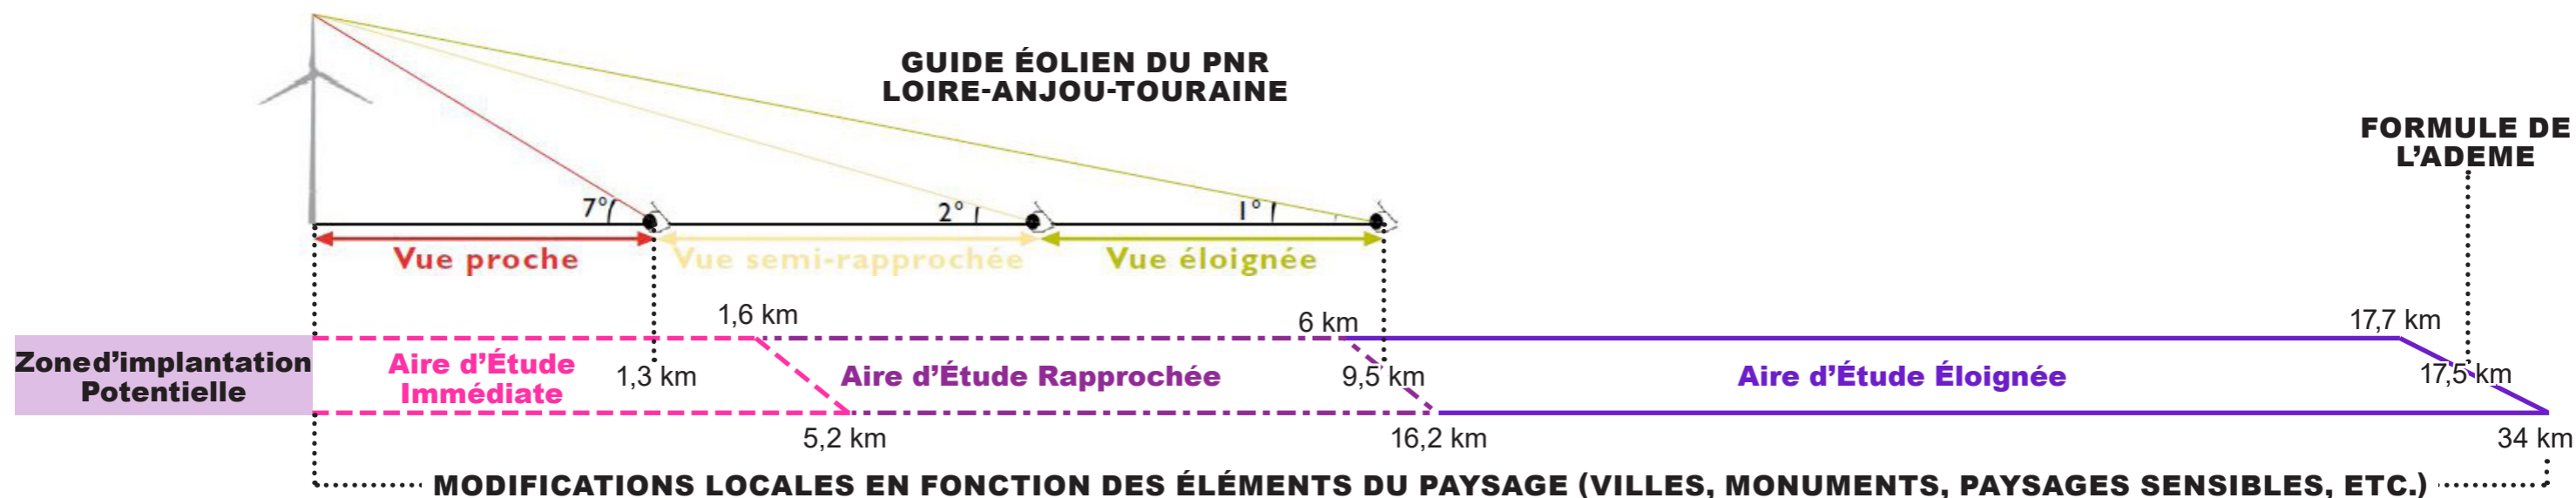 GUIDE ÉOLIEN DU PNR
LOIRE-ANJOU-TOURAINE
FORMULE DE
L’ADEME
7°
2°
1°
Vue proche
Vue semi-rapprochée
Vue éloignée
1,6 km
6 km
17,7 km
Zone d’implantation
Potentielle
Aire d’Étude
Immédiate
1,3 km
Aire d’Étude Rapprochée
9,5 km
Aire d’Étude Éloignée
17,5 km
5,2 km
16,2 km
34 km
MODIFICATIONS LOCALES EN FONCTION DES ÉLÉMENTS DU PAYSAGE (VILLES, MONUMENTS, PAYSAGES SENSIBLES, ETC.)